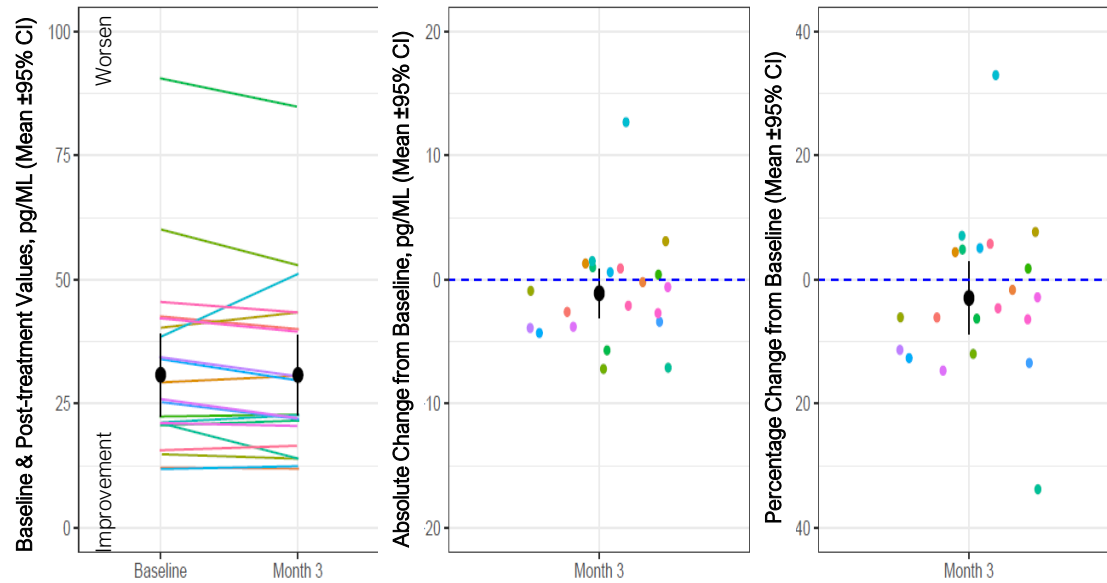 Baseline & Post-treatment Values, pg/ML (Mean ±95% CI)
Worsen
Improvement
100
75
50
25
0
Baseline
Month 3
Absolute Change from Baseline, pg/ML (Mean ±95% CI)
20
10
0
-10
-20
Month 3
Percentage Change from Baseline (Mean ±95% CI)
40
20
0
20
40
Month 3